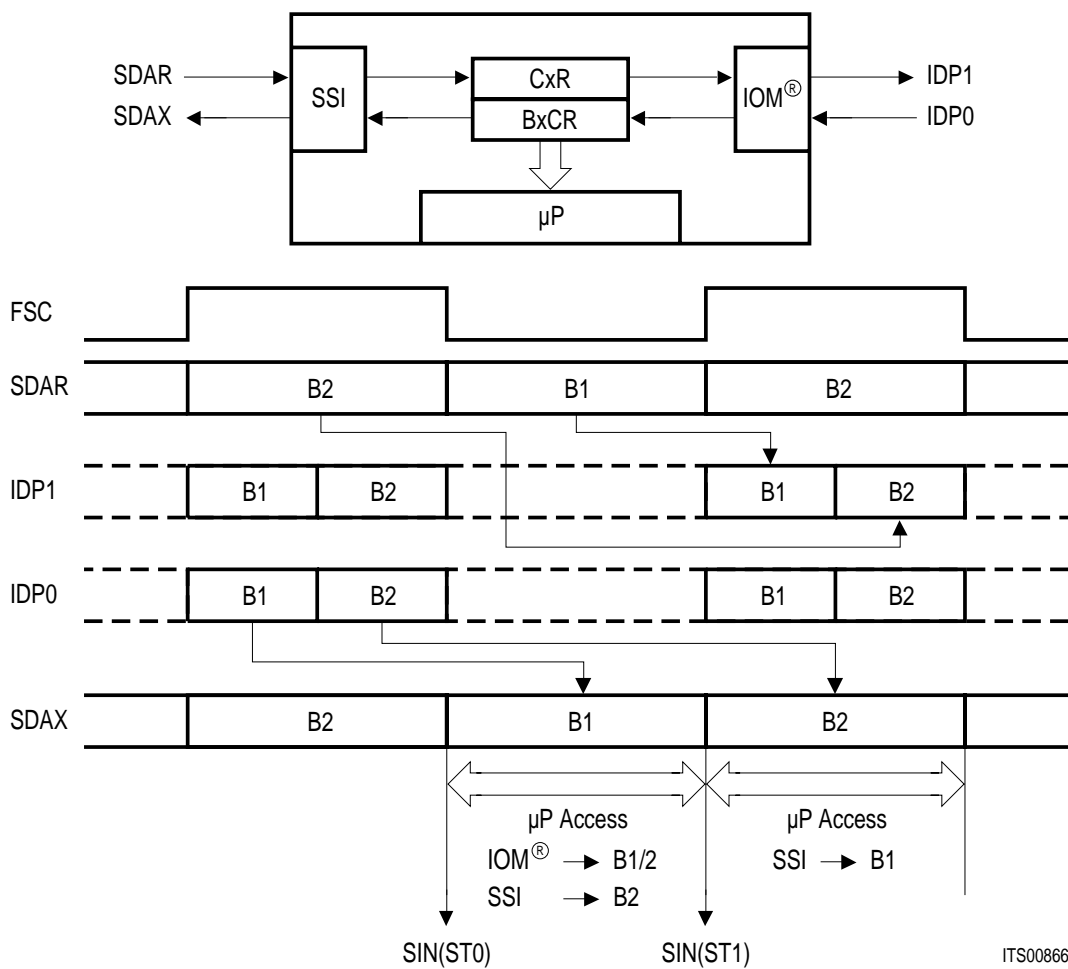 SDAR
SDAX
SSI
CxR
BxCR
IOM®
IDP1
IDP0
µP
FSC
SDAR
B2
B1
B2
IDP1
B1
B2
B1
B2
IDP0
B1
B2
B1
B2
SDAX
B2
B1
B2
µP Access
IOM® B1/2
SSI B2
µP Access
SSI B1
SIN(ST0)
SIN(ST1)
ITS00866